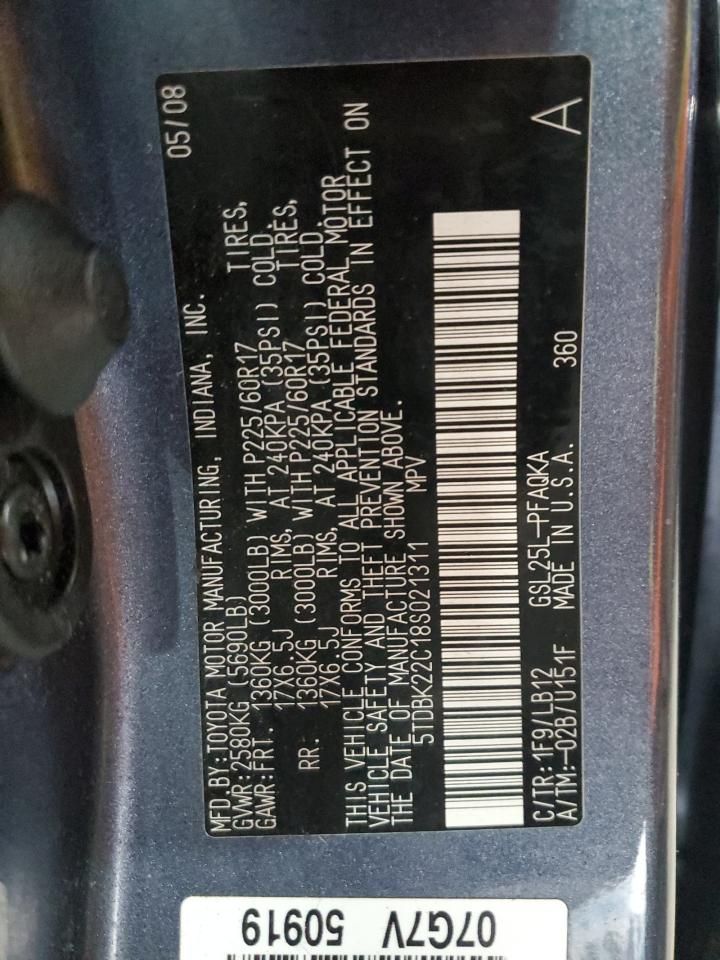 MFD.BY:TOYOTA MOTOR MANUFACTURING, INDIANA, INC. 05/08
GVWR:2580KG (5690LB)
GAWR:FRT. 1360KG (3000LB) WITH P225/60R17 TIRES,
17X6.5J RIMS, AT 240KPA (35PSI) COLD.
RR. 1360KG (3000LB) WITH P225/60R17 TIRES,
17X6.5J RIMS, AT 240KPA (35PSI) COLD.
THIS VEHICLE CONFORMS TO ALL APPLICABLE FEDERAL MOTOR
VEHICLE SAFETY AND THEFT PREVENTION STANDARDS IN EFFECT ON
THE DATE OF MANUFACTURE SHOWN ABOVE.
5TDBK22C18S021311 MPV
C/TR:1F9/LB12 GSL25L-PFAQKA
A/TM:-02B/U151F MADE IN U.S.A. 360 A
07G7V 50919